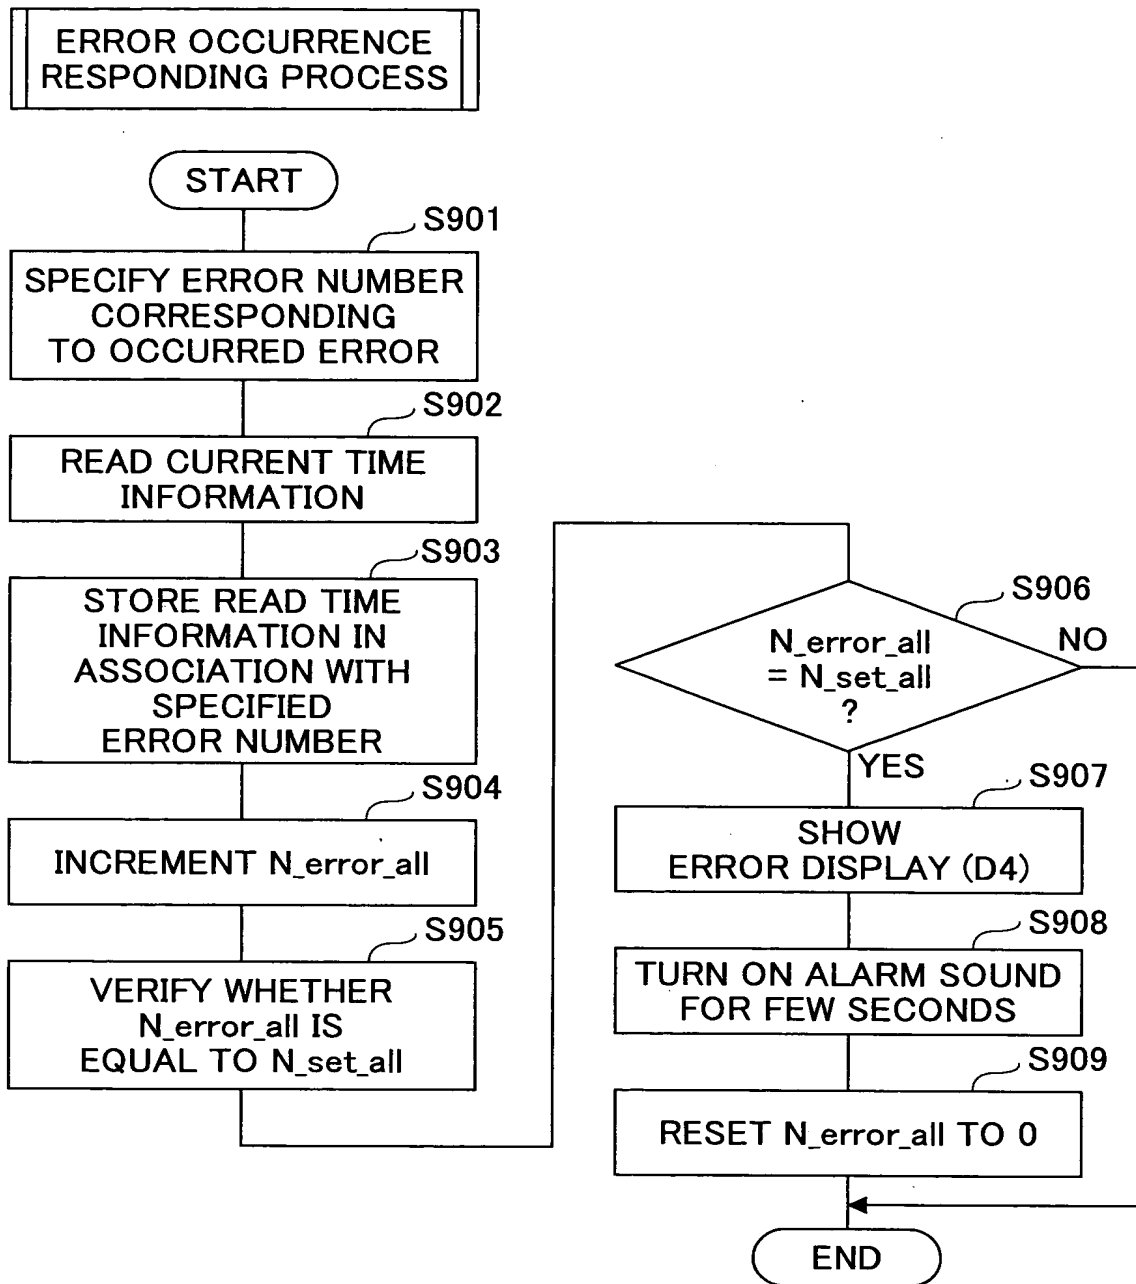 ERROR OCCURRENCE
RESPONDING PROCESS
START
S901
SPECIFY ERROR NUMBER
CORRESPONDING
TO OCCURRED ERROR
S902
READ CURRENT TIME
INFORMATION
S903
STORE READ TIME
INFORMATION IN
ASSOCIATION WITH
SPECIFIED
ERROR NUMBER
S904
INCREMENT N_error_all
S905
VERIFY WHETHER
N_error_all IS
EQUAL TO N_set_all
S906
N_error_all
= N_set_all
?
NO
YES
S907
SHOW
ERROR DISPLAY (D4)
S908
TURN ON ALARM SOUND
FOR FEW SECONDS
S909
RESET N_error_all TO 0
END